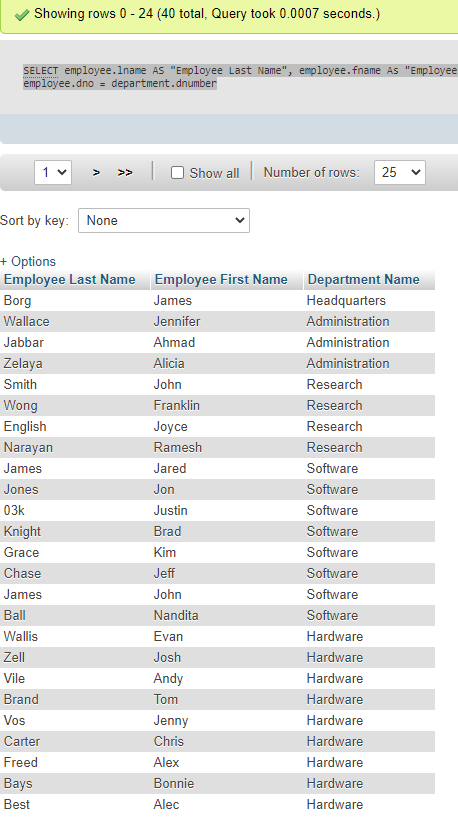 Showing rows 0 - 24 (40 total, Query took 0.0007 seconds.)
SELECT employee.lname AS "Employee Last Name", employee.fname As "Employee
employee.dno = department.dnumber
1 > >> Show all Number of rows: 25
Sort by key: None
+ Options
Employee Last Name Employee First Name Department Name
Borg James Headquarters
Wallace Jennifer Administration
Jabbar Ahmad Administration
Zelaya Alicia Administration
Smith John Research
Wong Franklin Research
English Joyce Research
Narayan Ramesh Research
James Jared Software
Jones Jon Software
03k Justin Software
Knight Brad Software
Grace Kim Software
Chase Jeff Software
James John Software
Ball Nandita Software
Wallis Evan Hardware
Zell Josh Hardware
Vile Andy Hardware
Brand Tom Hardware
Vos Jenny Hardware
Carter Chris Hardware
Freed Alex Hardware
Bays Bonnie Hardware
Best Alec Hardware